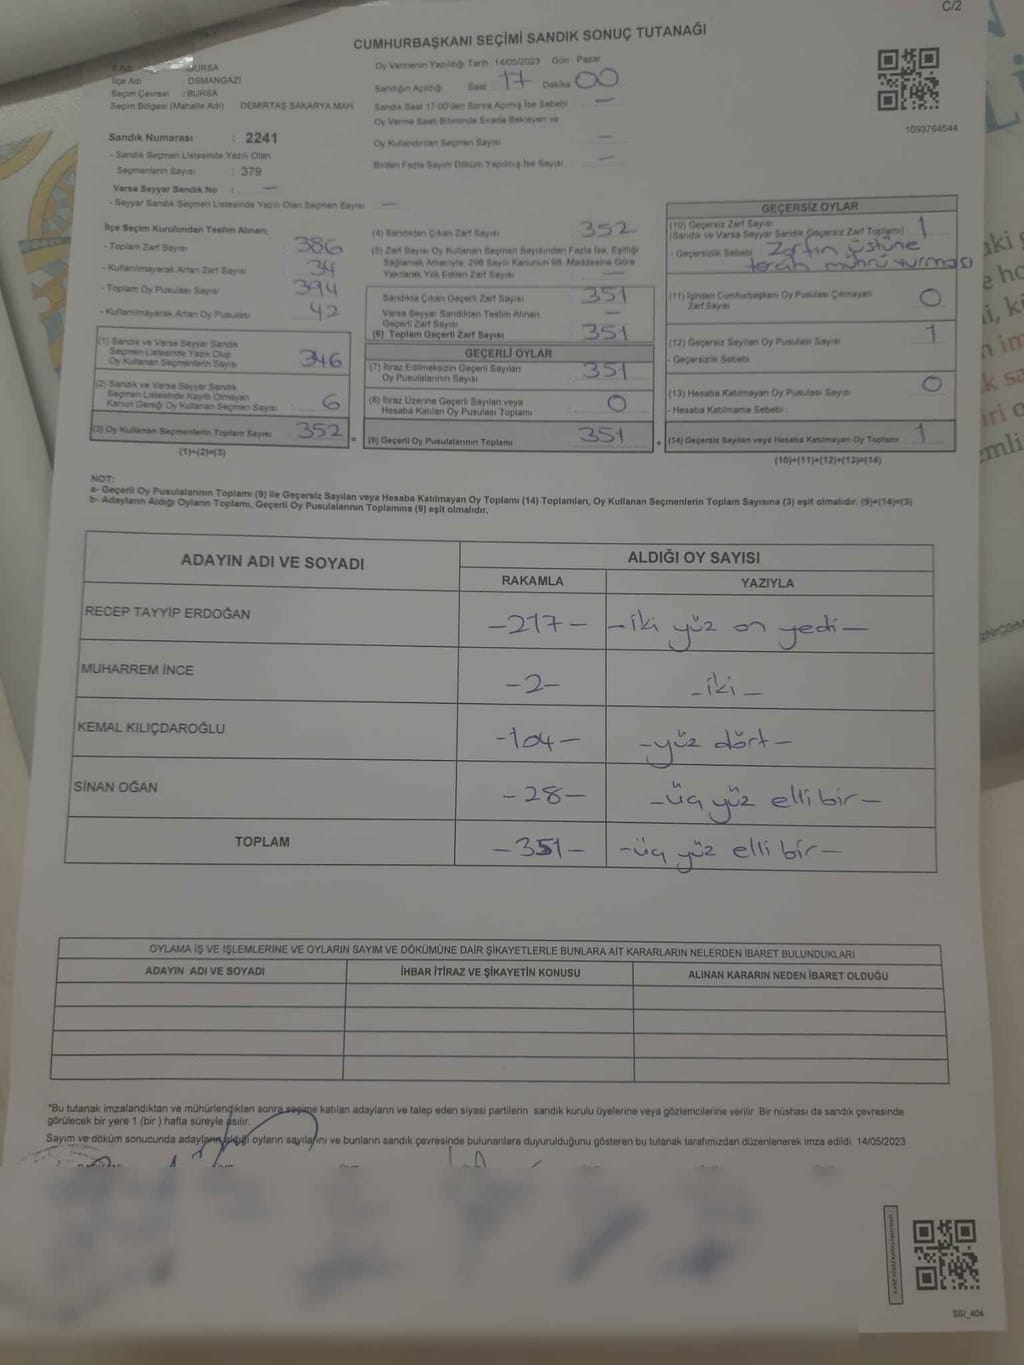 C/2
CUMHURBAŞKANI SEÇİMİ SANDIK SONUÇ TUTANAĞI
BURSA
İlçe Adı OSMANGAZİ
Seçim Çevresi : BURSA
Seçim Bölgesi (Mahalle Adı) DEMİRTAŞ SAKARYA MAH.
Sandık Numarası : 2241
- Sandık Seçmen Listesinde Yazılı Olan
Seçmenlerin Sayısı : 379
Varsa Seyyar Sandık No : —
- Seyyar Sandık Seçmen Listesinde Yazılı Olan Seçmen Sayısı —
Oy Vermenin Yapıldığı Tarih : 14/05/2023 Gün : Pazar
Sandığın Açıldığı Saat 17 Dakika 00
Sandık Saat 17:00'den Sonra Açılmış İse Sebebi —
Oy Verme Saati Bitiminde Sırada Bekleyen ve
Oy Kullandırılan Seçmen Sayısı —
Birden Fazla Sayım Döküm Yapılmış İse Sayısı —
1093764544
İlçe Seçim Kurulundan Teslim Alınan;
- Toplam Zarf Sayısı 386
- Kullanılmayarak Artan Zarf Sayısı 34
- Toplam Oy Pusulası Sayısı 394
- Kullanılmayarak Artan Oy Pusulası 42
(1) Sandık ve Varsa Seyyar Sandık
Seçmen Listesinde Yazılı Olup
Oy Kullanan Seçmenlerin Sayısı 346
(2) Sandık ve Varsa Seyyar Sandık
Seçmen Listesinde Kayıtlı Olmayan
Kanun Gereği Oy Kullanan Seçmen Sayısı 6
(3) Oy Kullanan Seçmenlerin Toplam Sayısı 352
(1)+(2)=(3)
(4) Sandıktan Çıkan Zarf Sayısı 352
(5) Zarf Sayısı Oy Kullanan Seçmen Sayısından Fazla İse, Eşitliği
Sağlamak Amacıyla 298 Sayılı Kanunun 98. Maddesine Göre
Yakılarak Yok Edilen Zarf Sayısı —
Sandıkta Çıkan Geçerli Zarf Sayısı 351
Varsa Seyyar Sandıkten Teslim Alınan
Geçerli Zarf Sayısı —
(6) Toplam Geçerli Zarf Sayısı 351
GEÇERLİ OYLAR
(7) İtiraz Edilmeksizin Geçerli Sayılan
Oy Pusulalarının Sayısı 351
(8) İtiraz Üzerine Geçerli Sayılan veya
Hesaba Katılan Oy Pusulası Toplamı 0
(9) Geçerli Oy Pusulalarının Toplamı 351
GEÇERSİZ OYLAR
(10) Geçersiz Zarf Sayısı
(Sandık ve Varsa Seyyar Sandık Geçersiz Zarf Toplamı) 1
- Geçersizlik Sebebi Zarfın üstüne
tercih mührü vurması
(11) İçinden Cumhurbaşkanı Oy Pusulası Çıkmayan
Zarf Sayısı 0
(12) Geçersiz Sayılan Oy Pusulası Sayısı 1
- Geçersizlik Sebebi
(13) Hesaba Katılmayan Oy Pusulası Sayısı 0
- Hesaba Katılmama Sebebi :
(14) Geçersiz Sayılan veya Hesaba Katılmayan Oy Toplamı 1
(10)+(11)+(12)+(13)=(14)
NOT:
a- Geçerli Oy Pusulalarının Toplamı (9) ile Geçersiz Sayılan veya Hesaba Katılmayan Oy Toplamı (14) Toplamları, Oy Kullanan Seçmenlerin Toplam Sayısına (3) eşit olmalıdır. (9)+(14)=(3)
b- Adayların Aldığı Oyların Toplamı, Geçerli Oy Pusulalarının Toplamına (9) eşit olmalıdır.
ADAYIN ADI VE SOYADI
ALDIĞI OY SAYISI
RAKAMLA YAZIYLA
RECEP TAYYİP ERDOĞAN -217- -iki yüz on yedi-
MUHARREM İNCE -2- -iki-
KEMAL KILIÇDAROĞLU -104- -yüz dört-
SİNAN OĞAN -28- -üç yüz elli bir-
TOPLAM -351- -üç yüz elli bir-
OYLAMA İŞ VE İŞLEMLERİNE VE OYLARIN SAYIM VE DÖKÜMÜNE DAİR ŞİKAYETLERLE BUNLARA AİT KARARLARIN NELERDEN İBARET BULUNDUKLARI
ADAYIN ADI VE SOYADI İHBAR İTİRAZ VE ŞİKAYETİN KONUSU ALINAN KARARIN NEDEN İBARET OLDUĞU
*Bu tutanak imzalandıktan ve mühürlendikten sonra seçime katılan adayların ve talep eden siyasi partilerin sandık kurulu üyelerine veya gözlemcilerine verilir. Bir nüshası da sandık çevresinde
görülecek bir yere 1 (bir) hafta süreyle asılır.
Sayım ve döküm sonucunda adayların aldığı oyların sayılarını ve bunların sandık çevresinde bulunanlara duyurulduğunu gösteren bu tutanak tarafımızdan düzenlenerek imza edildi. 14/05/2023
SSI_404